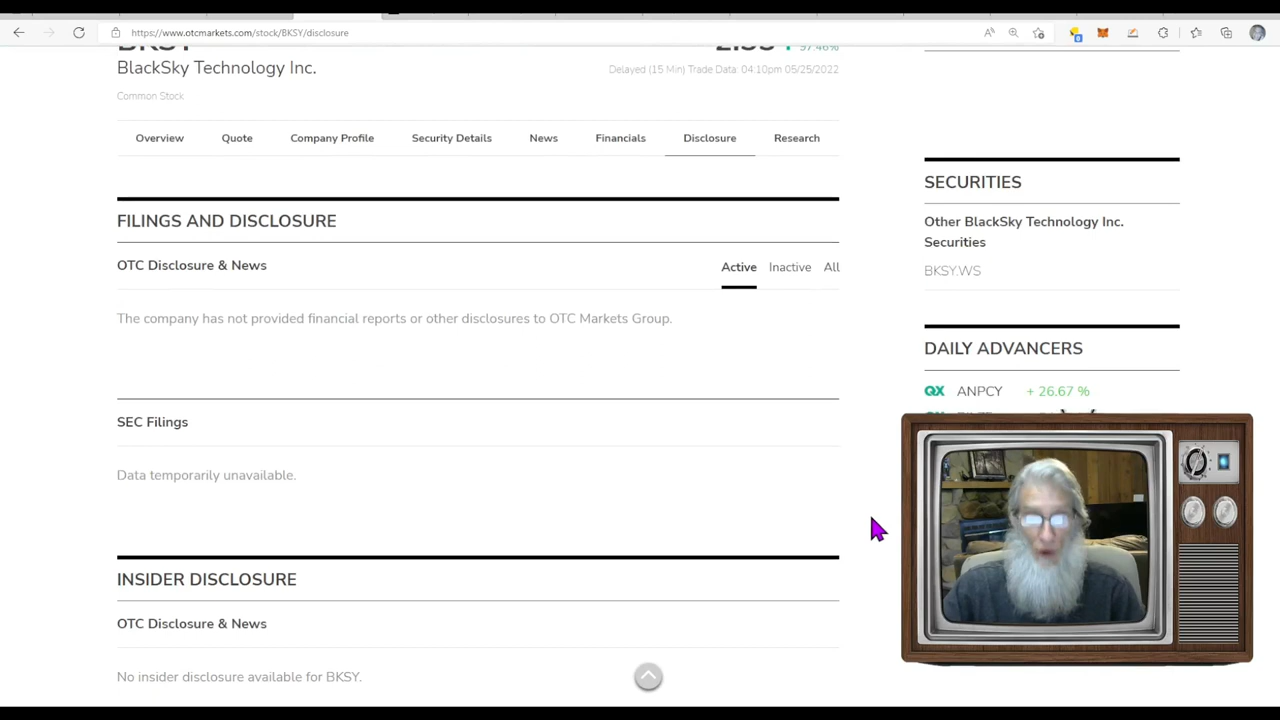 https://www.otcmarkets.com/stock/BKSY/disclosure
BKSY
BlackSky Technology Inc.
Delayed (15 Min) Trade Data: 04:10pm 05/25/2022
Common Stock
Overview Quote Company Profile Security Details News Financials Disclosure Research
FILINGS AND DISCLOSURE
OTC Disclosure & News
Active Inactive All
The company has not provided financial reports or other disclosures to OTC Markets Group.
SEC Filings
Data temporarily unavailable.
INSIDER DISCLOSURE
OTC Disclosure & News
No insider disclosure available for BKSY.
SECURITIES
Other BlackSky Technology Inc.
Securities
BKSY.WS
DAILY ADVANCERS
QX ANPCY + 26.67 %